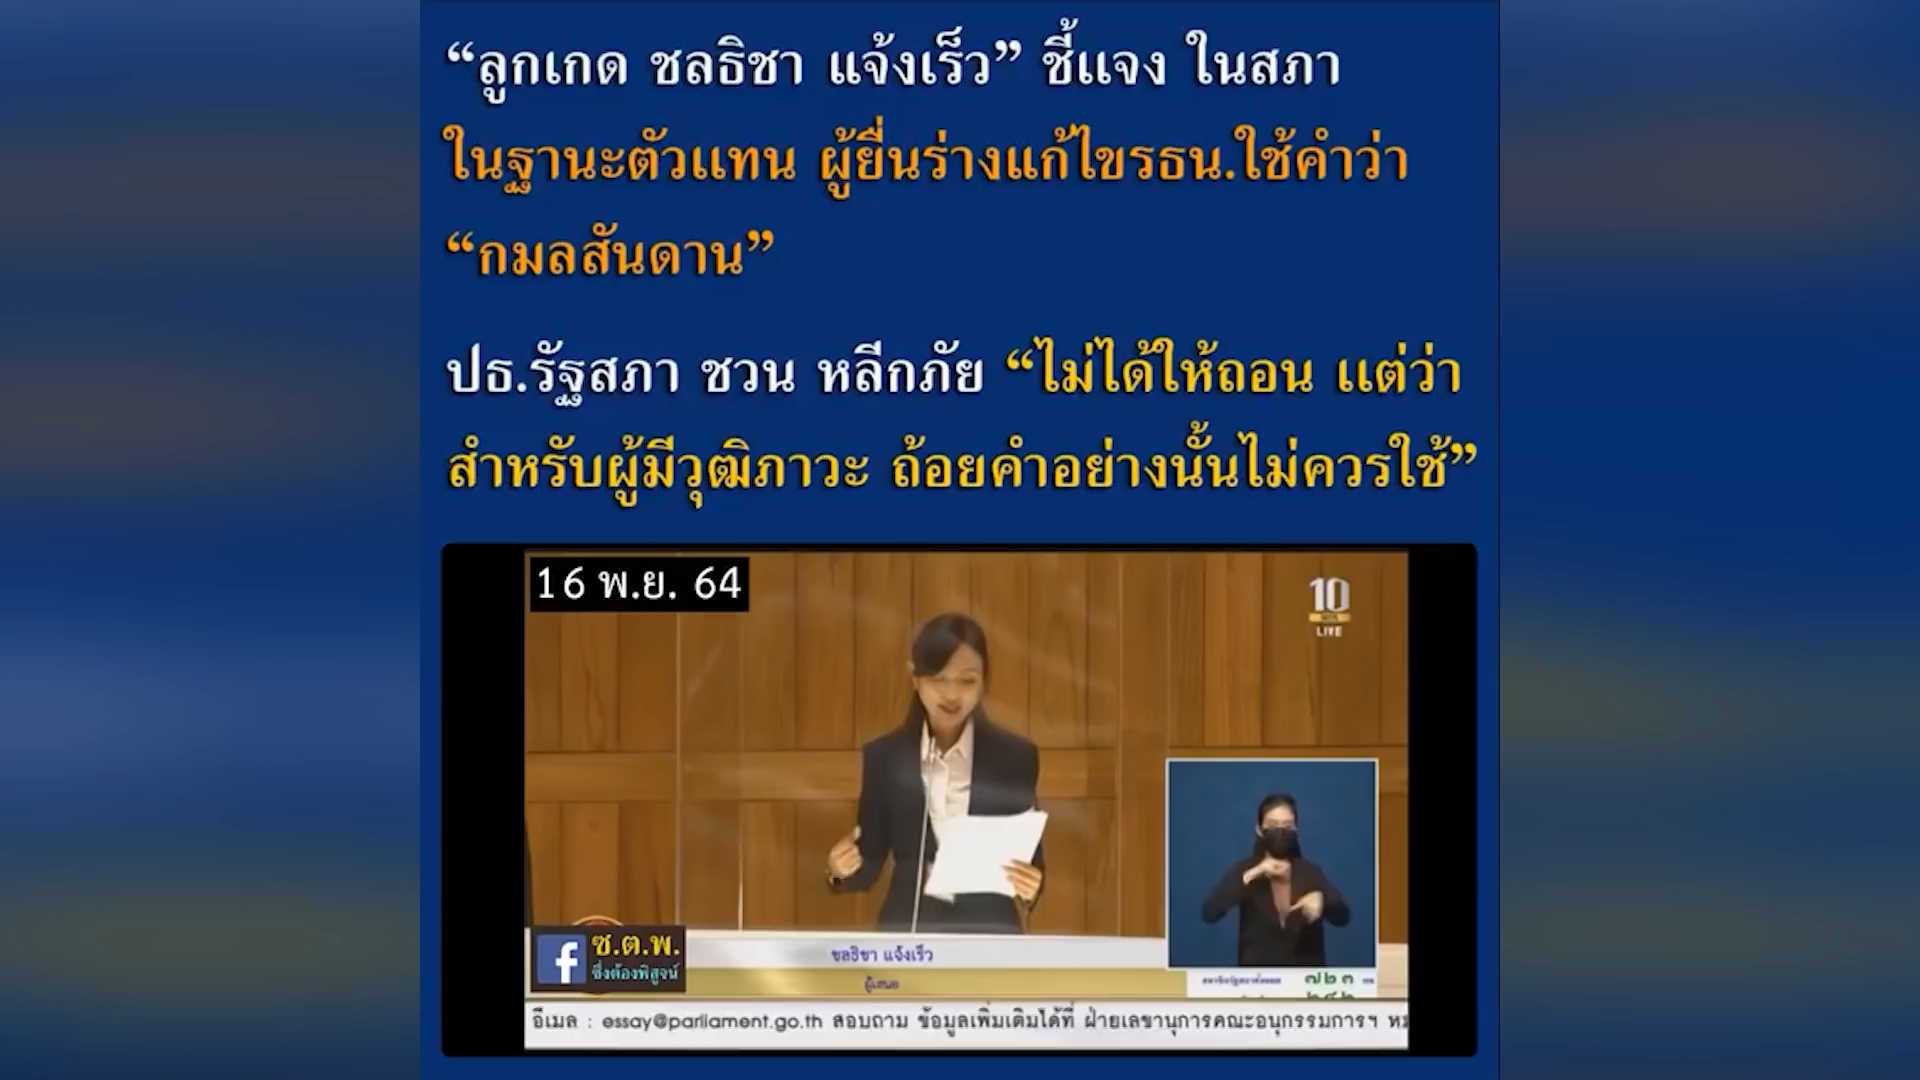 “ลูกเกด ชลธิชา แจ้งเร็ว” ชี้แจง ในสภา
ในฐานะตัวแทน ผู้ยื่นร่างแก้ไขรธน.ใช้คำว่า
“กมลสันดาน”
ปธ.รัฐสภา ชวน หลีกภัย “ไม่ได้ให้ถอน แต่ว่า
สำหรับผู้มีวุฒิภาวะ ถ้อยคำอย่างนั้นไม่ควรใช้”
16 พ.ย. 64
10
LIVE
ซ.ต.พ.
ซึ่งต้องพิสูจน์
ชลธิชา แจ้งเร็ว
ผู้เสนอ
๗๒๓
อีเมล : essay@parliament.go.th สอบถาม ข้อมูลเพิ่มเติมได้ที่ ฝ่ายเลขานุการคณะอนุกรรมการฯ